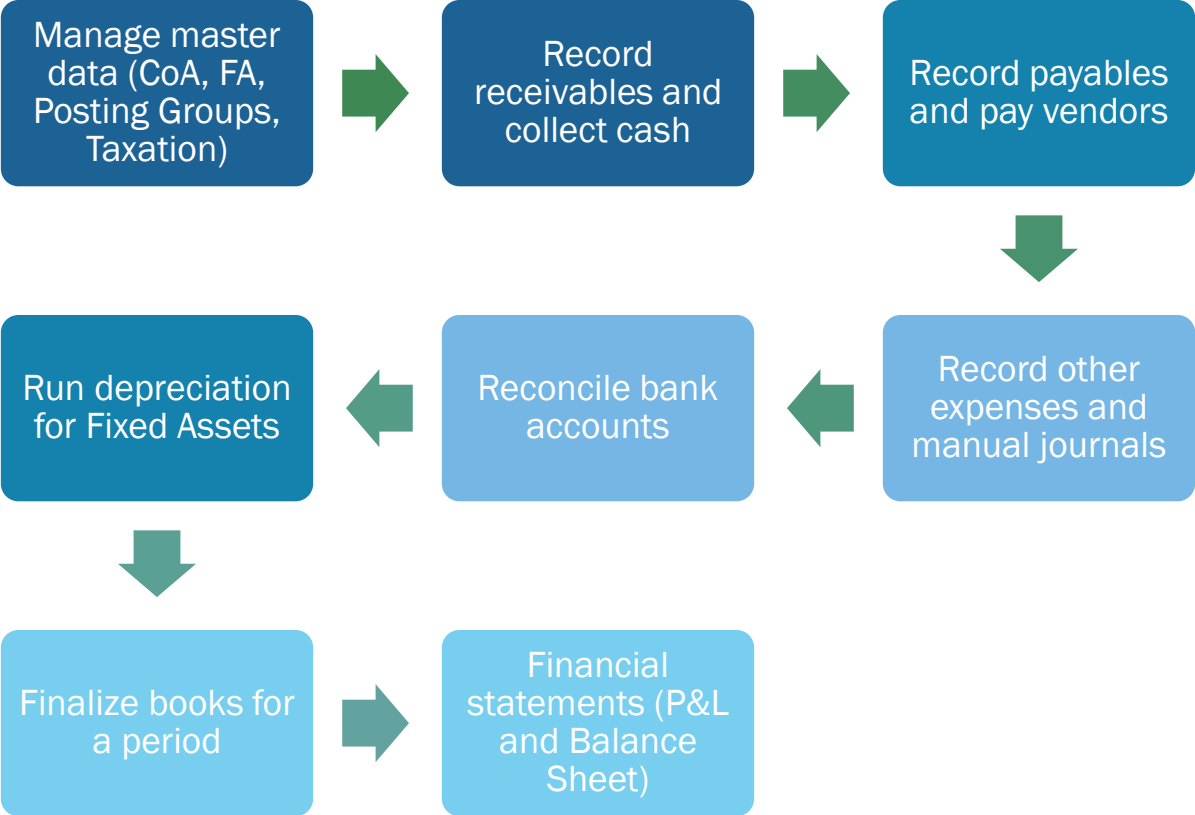 Manage master
data (CoA, FA,
Posting Groups,
Taxation)
Record
receivables and
collect cash
Record payables
and pay vendors
Record other
expenses and
manual journals
Reconcile bank
accounts
Run depreciation
for Fixed Assets
Finalize books for
a period
Financial
statements (P&L
and Balance
Sheet)